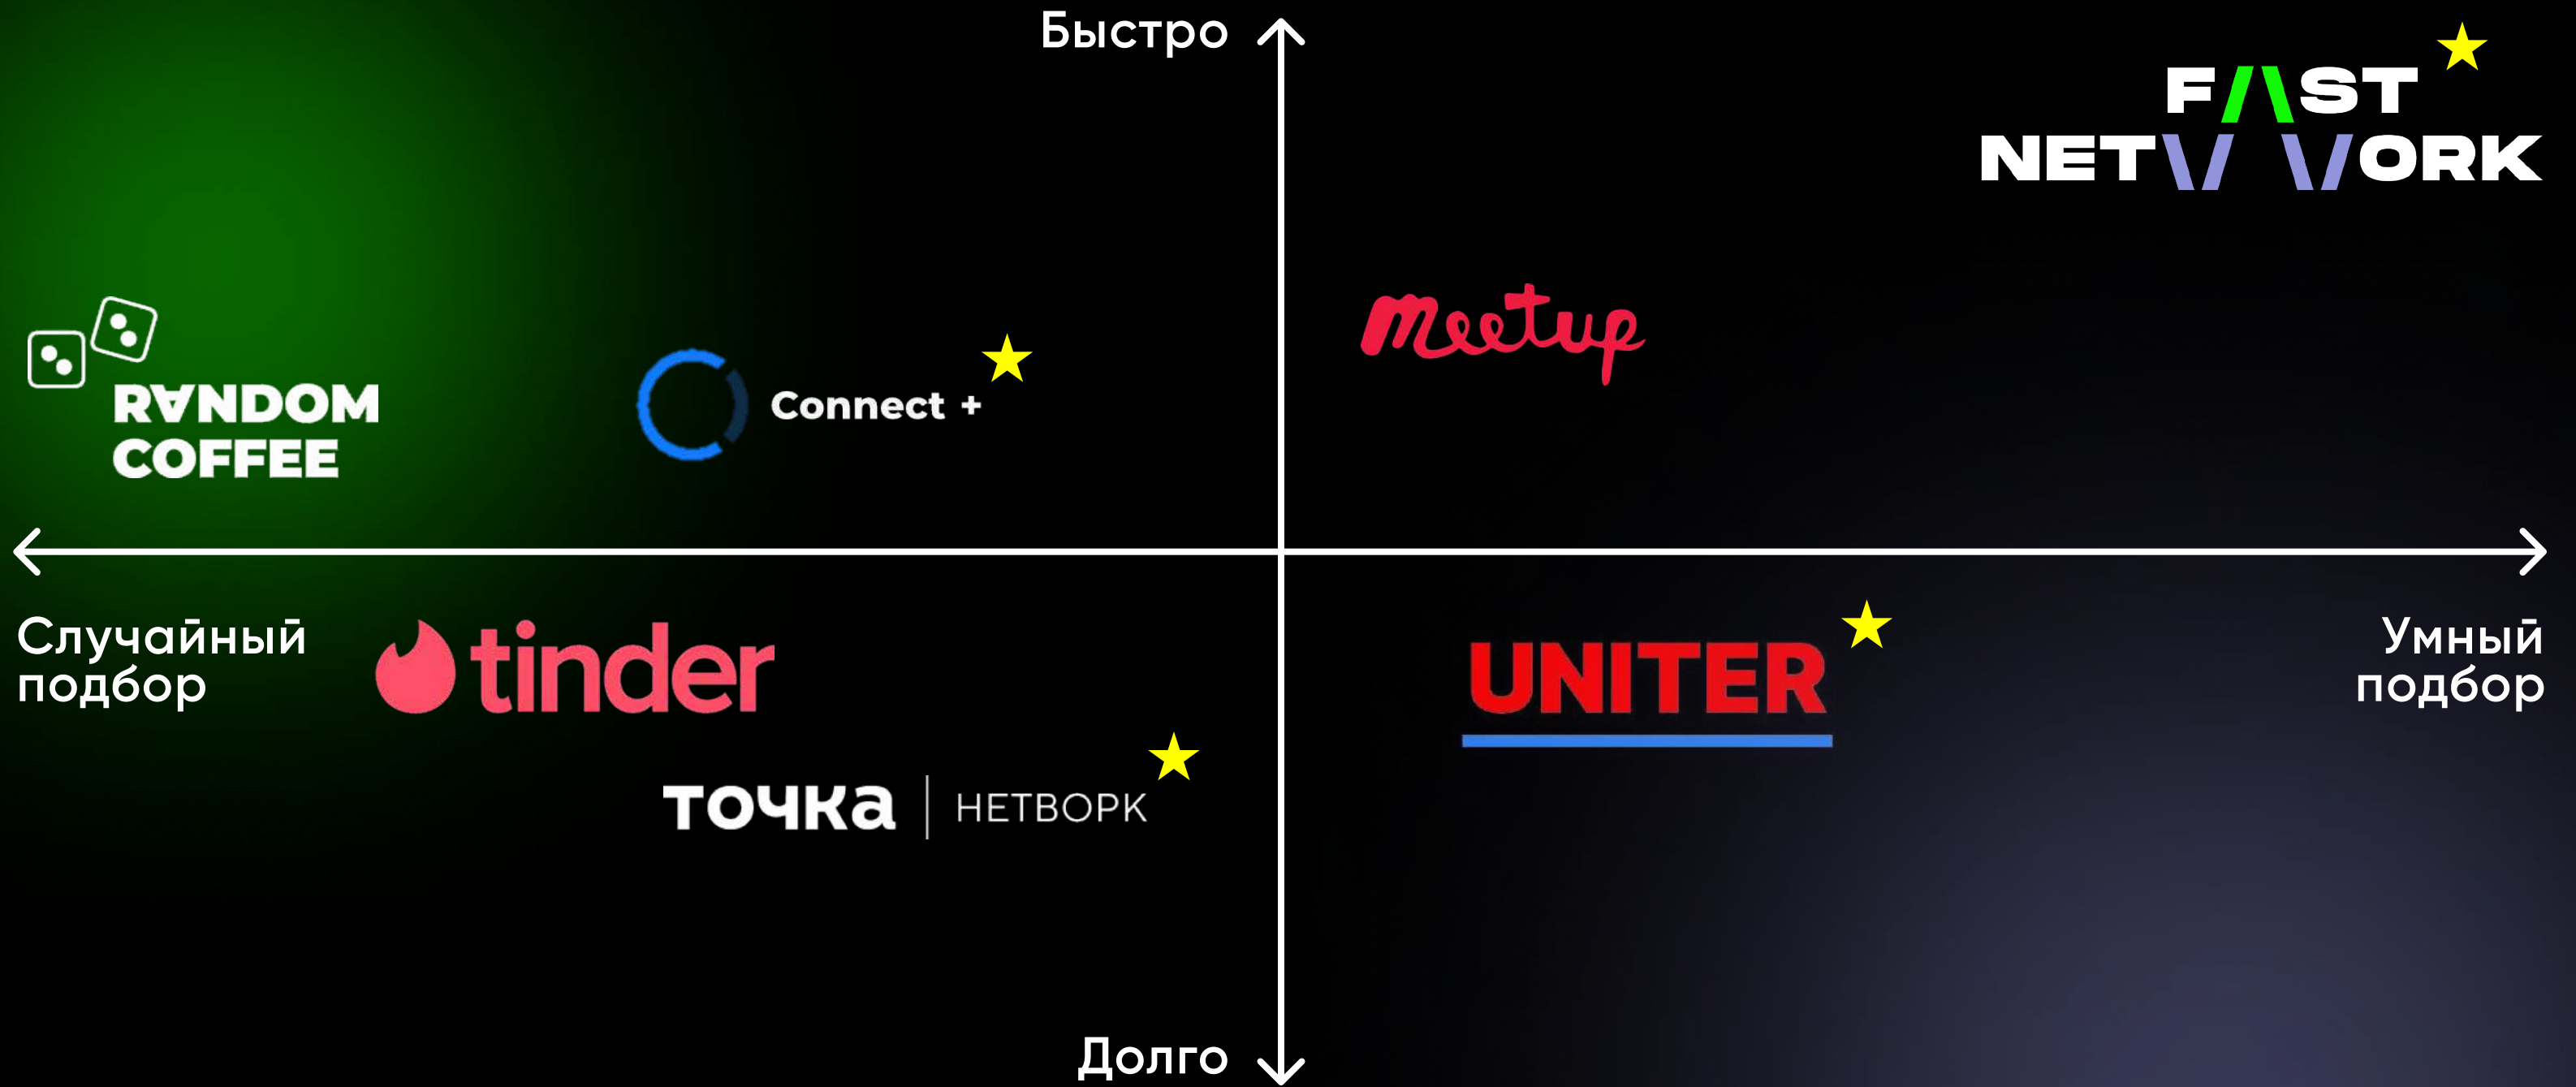 Быстро
FAST
NETWORK
meetup
RANDOM
COFFEE
Connect +
Случайный
подбор
tinder
UNITER
Умный
подбор
точка | НЕТВОРК
Долго